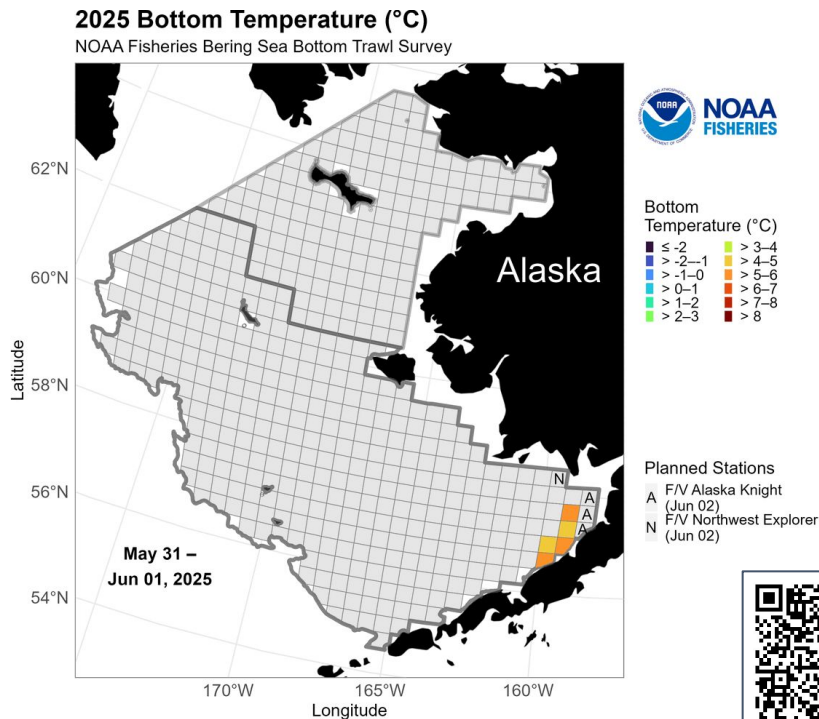 2025 Bottom Temperature (°C)
NOAA Fisheries Bering Sea Bottom Trawl Survey
NOAA
NOAA
FISHERIES
62°N
60°N
58°N
56°N
54°N
Latitude
Alaska
N
A
A
A
May 31 –
Jun 01, 2025
170°W
165°W
160°W
Longitude
Bottom
Temperature (°C)
≤ -2
> -2–-1
> -1–0
> 0–1
> 1–2
> 2–3
> 3–4
> 4–5
> 5–6
> 6–7
> 7–8
> 8
Planned Stations
A F/V Alaska Knight
(Jun 02)
N F/V Northwest Explorer
(Jun 02)